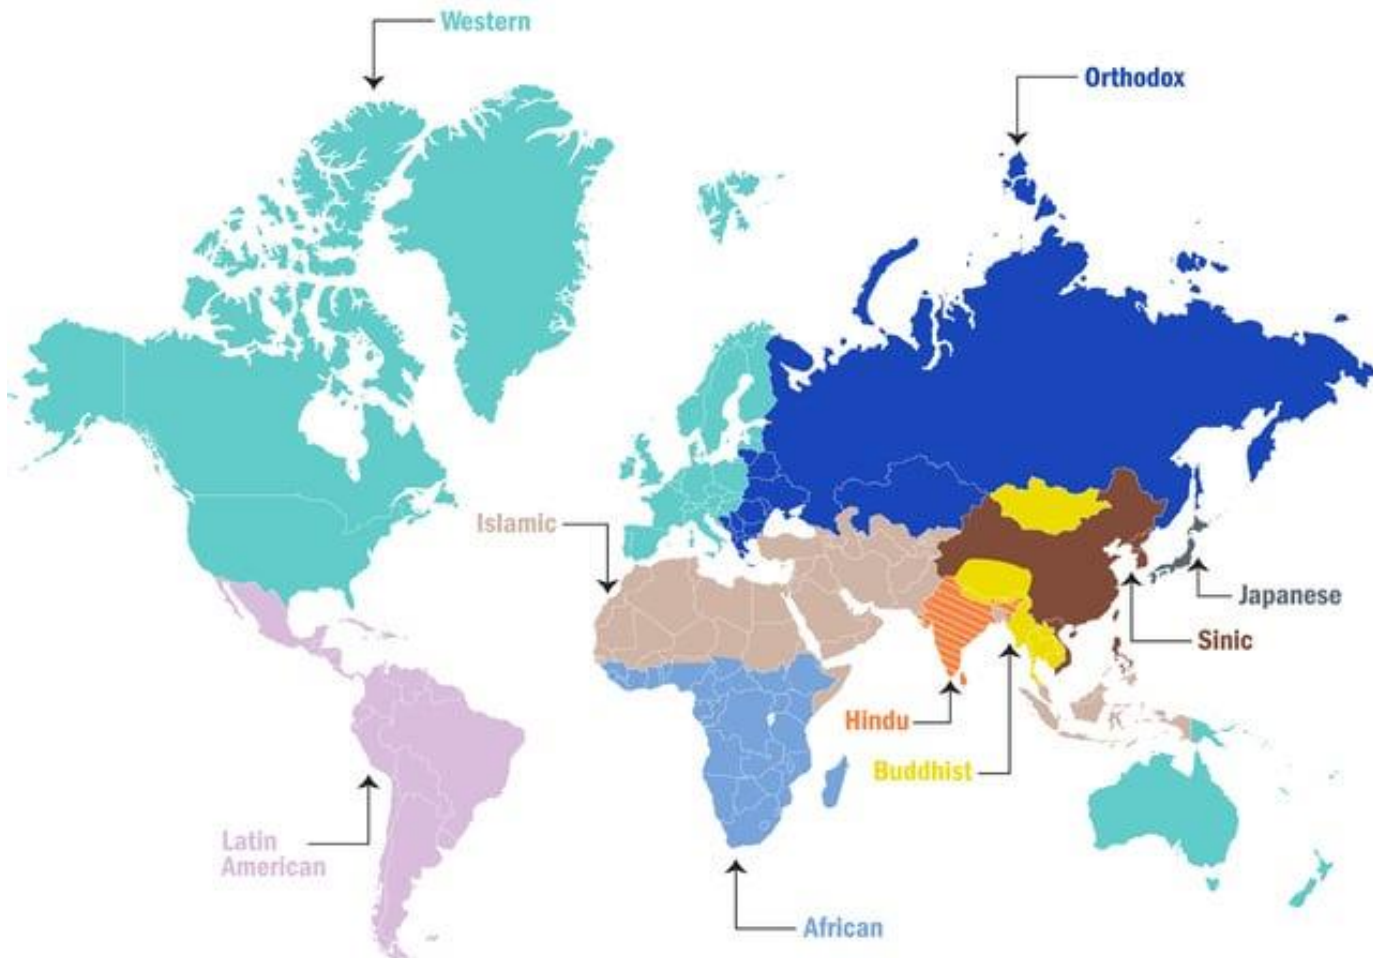 Western
Orthodox
Islamic
Japanese
Sinic
Hindu
Buddhist
Latin
American
African